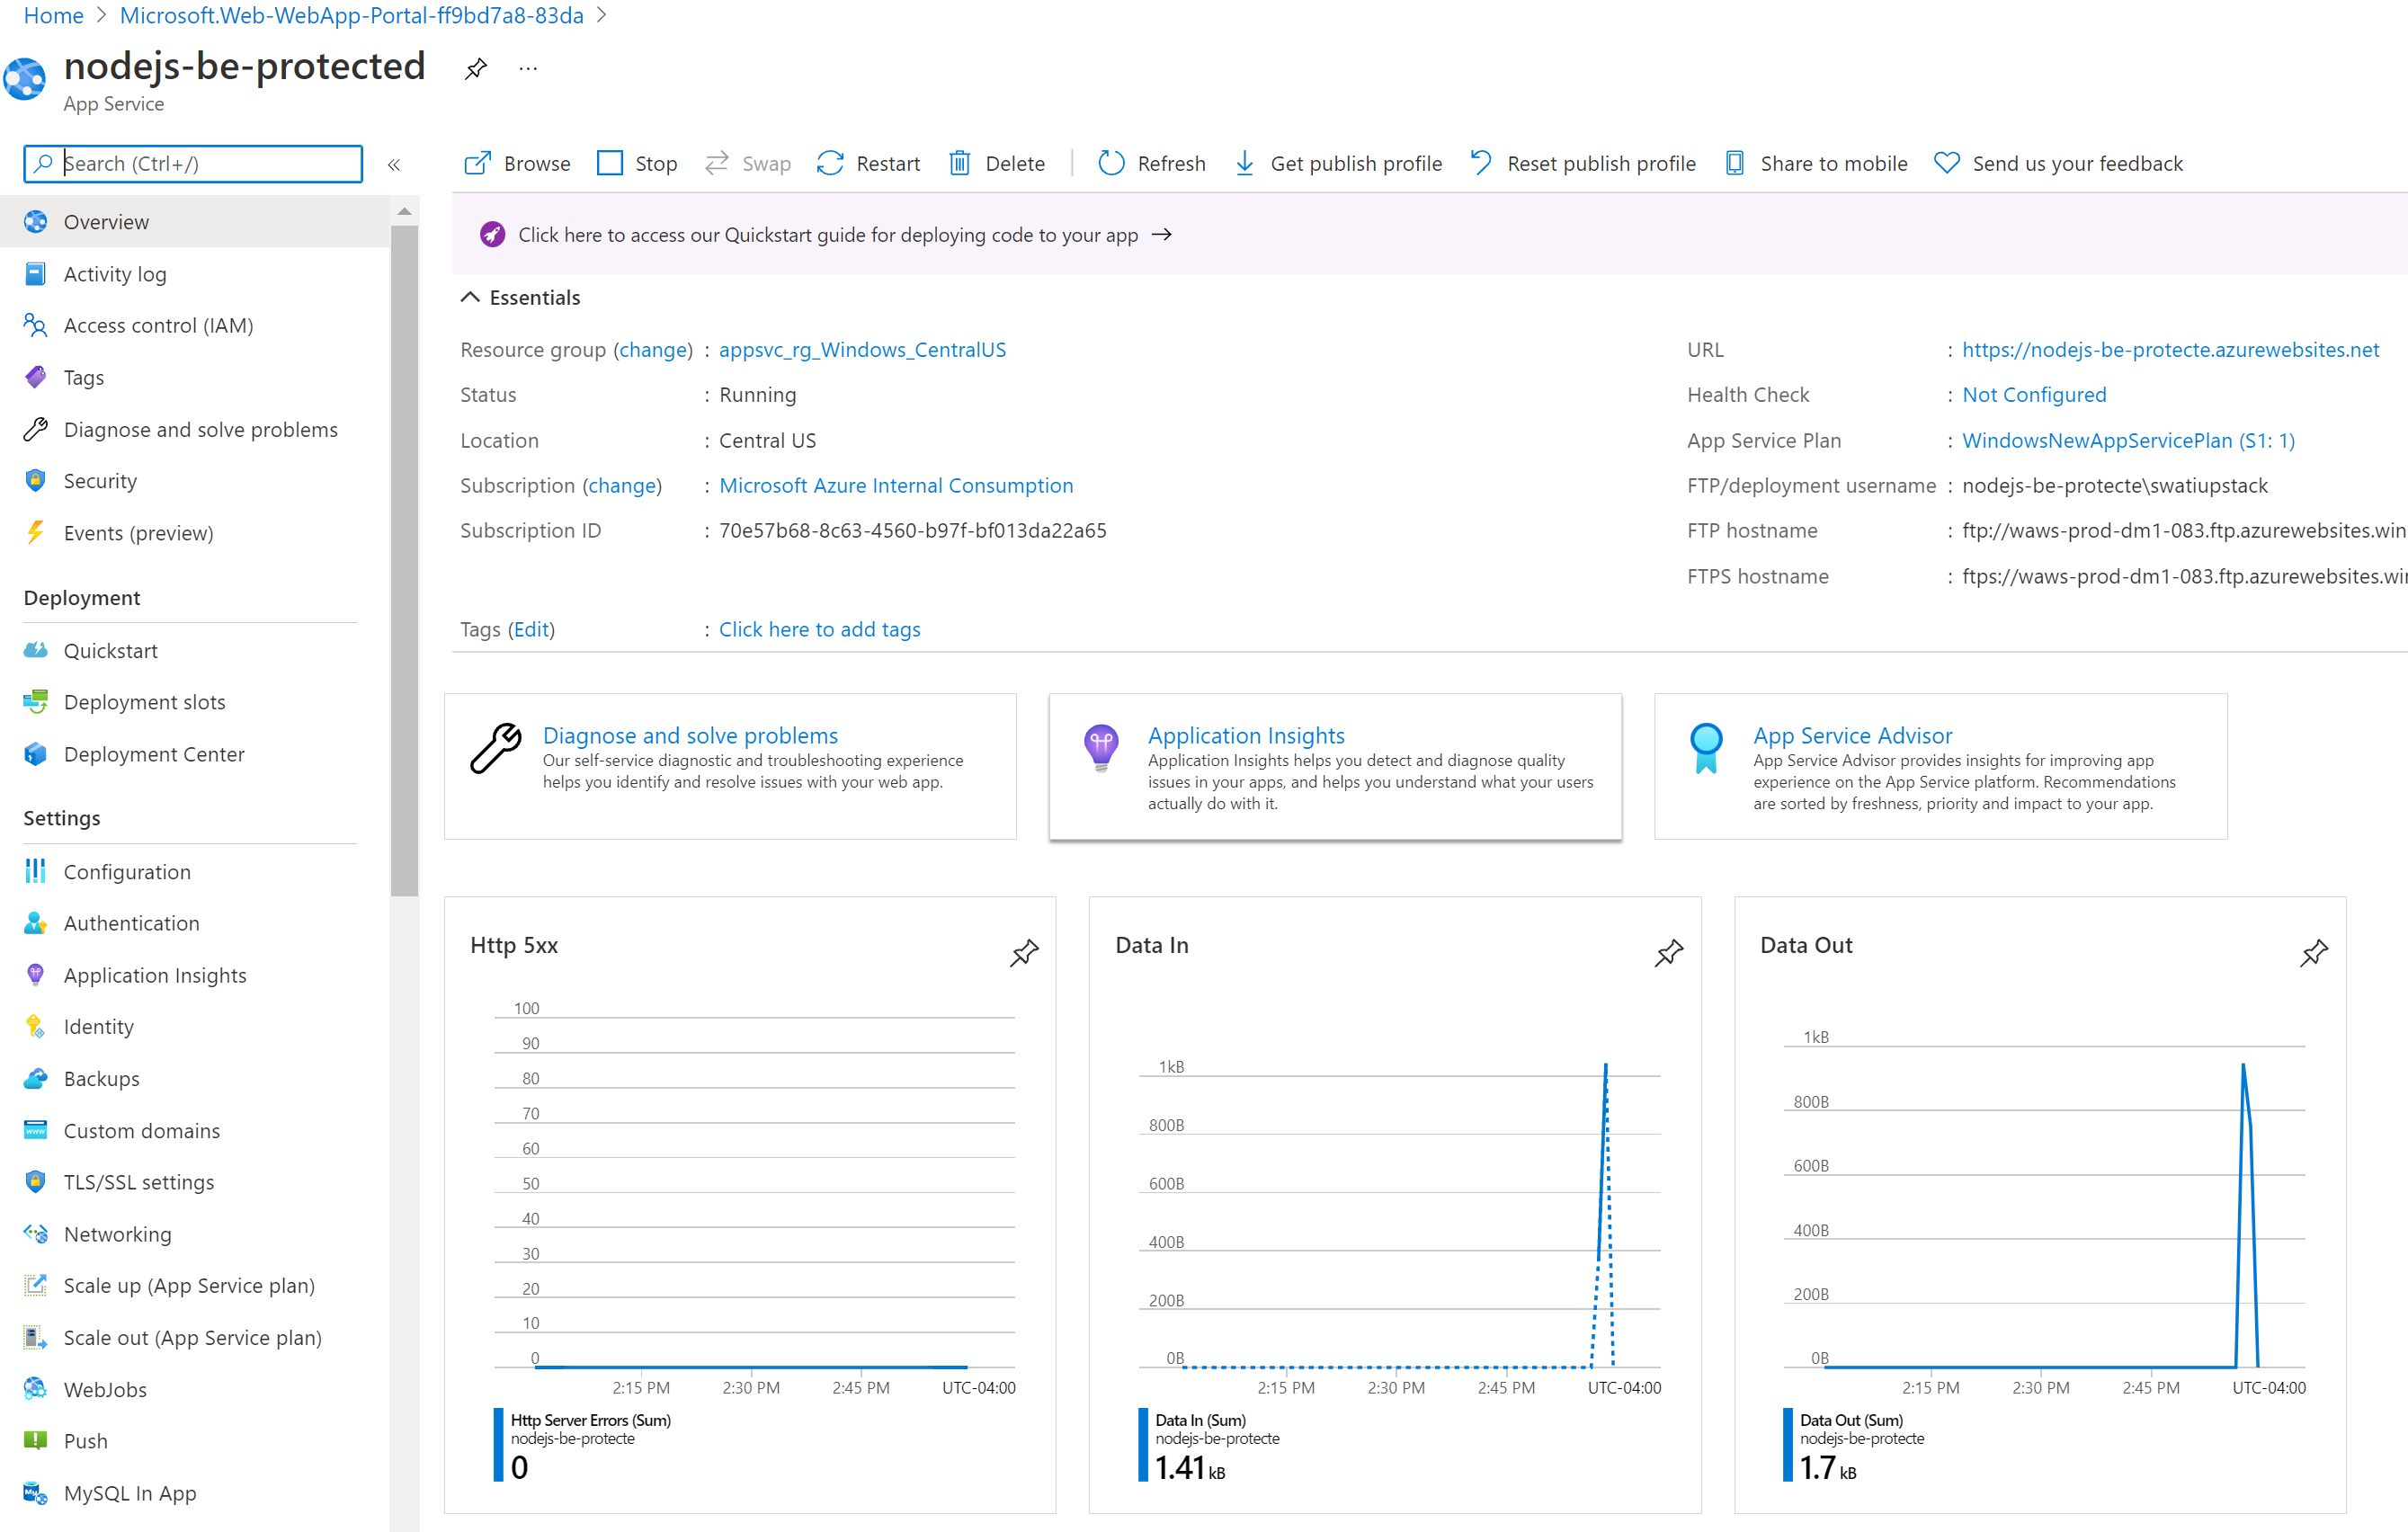 Home > Microsoft.Web-WebApp-Portal-ff9bd7a8-83da >
nodejs-be-protected
App Service
Search (Ctrl+/)
«
Browse
Stop
Swap
Restart
Delete
Refresh
Get publish profile
Reset publish profile
Share to mobile
Send us your feedback
Overview
Activity log
Access control (IAM)
Tags
Diagnose and solve problems
Security
Events (preview)
Deployment
Quickstart
Deployment slots
Deployment Center
Settings
Configuration
Authentication
Application Insights
Identity
Backups
Custom domains
TLS/SSL settings
Networking
Scale up (App Service plan)
Scale out (App Service plan)
WebJobs
Push
MySQL In App
Click here to access our Quickstart guide for deploying code to your app →
Essentials
Resource group (change) : appsvc_rg_Windows_CentralUS
Status : Running
Location : Central US
Subscription (change) : Microsoft Azure Internal Consumption
Subscription ID : 70e57b68-8c63-4560-b97f-bf013da22a65
Tags (Edit) : Click here to add tags
URL : https://nodejs-be-protecte.azurewebsites.net
Health Check : Not Configured
App Service Plan : WindowsNewAppServicePlan (S1: 1)
FTP/deployment username : nodejs-be-protecte\swatiupstack
FTP hostname : ftp://waws-prod-dm1-083.ftp.azurewebsites.win
FTPS hostname : ftps://waws-prod-dm1-083.ftp.azurewebsites.wi
Diagnose and solve problems
Our self-service diagnostic and troubleshooting experience
helps you identify and resolve issues with your web app.
Application Insights
Application Insights helps you detect and diagnose quality
issues in your apps, and helps you understand what your users
actually do with it.
App Service Advisor
App Service Advisor provides insights for improving app
experience on the App Service platform. Recommendations
are sorted by freshness, priority and impact to your app.
Http 5xx
100
90
80
70
60
50
40
30
20
10
0
2:15 PM 2:30 PM 2:45 PM UTC-04:00
Http Server Errors (Sum)
nodejs-be-protecte
0
Data In
1kB
800B
600B
400B
200B
0B
2:15 PM 2:30 PM 2:45 PM UTC-04:00
Data In (Sum)
nodejs-be-protecte
1.41 kB
Data Out
1kB
800B
600B
400B
200B
0B
2:15 PM 2:30 PM 2:45 PM UTC-04:00
Data Out (Sum)
nodejs-be-protecte
1.7 kB